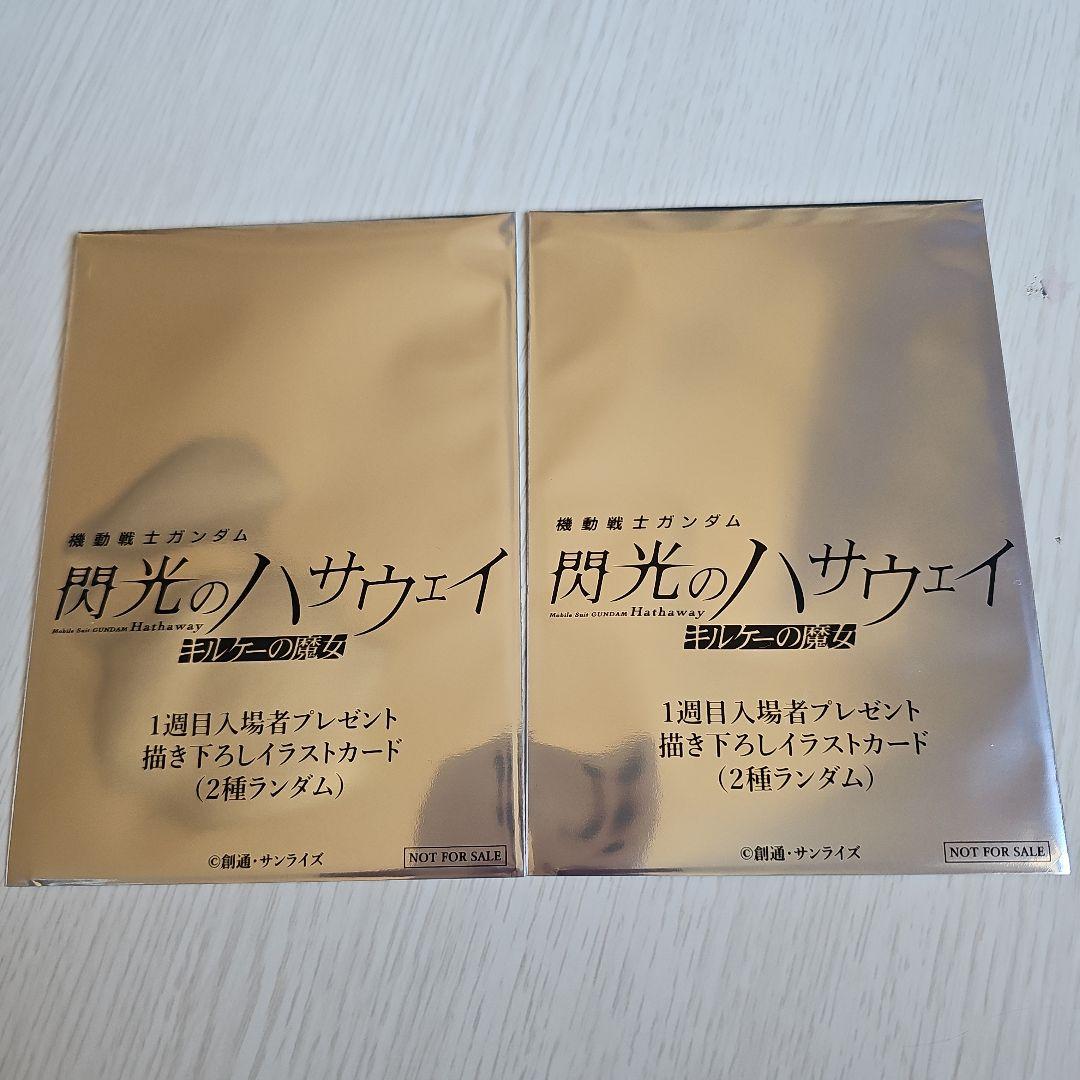 機動戦士ガンダム
閃光のハサウェイ
Mobile Suit GUNDAM Hathaway
キルケーの魔女
1週目入場者プレゼント
描き下ろしイラストカード
(2種ランダム)
©創通・サンライズ
NOT FOR SALE
機動戦士ガンダム
閃光のハサウェイ
Mobile Suit GUNDAM Hathaway
キルケーの魔女
1週目入場者プレゼント
描き下ろしイラストカード
(2種ランダム)
©創通・サンライズ
NOT FOR SALE